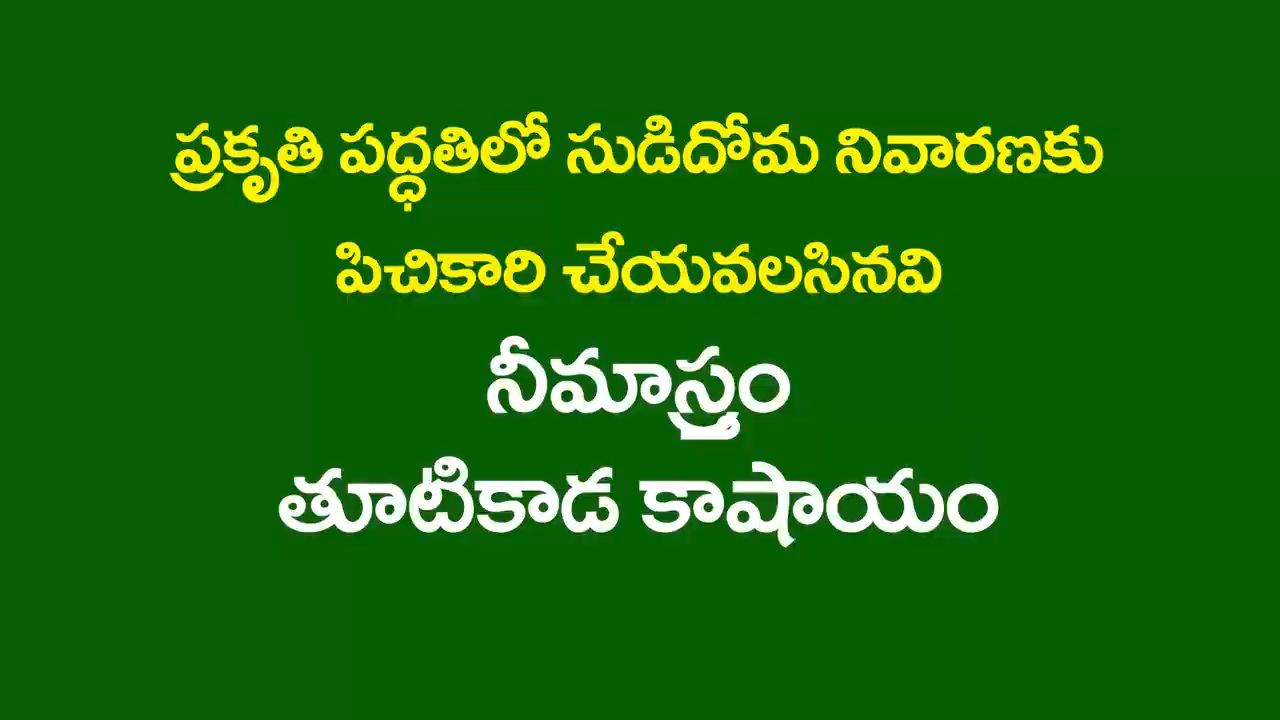 ప్రకృతి పద్ధతిలో సుడిదోమ నివారణకు
పిచికారి చేయవలసినవి
నీమాస్త్రం
తూటికాడ కాషాయం